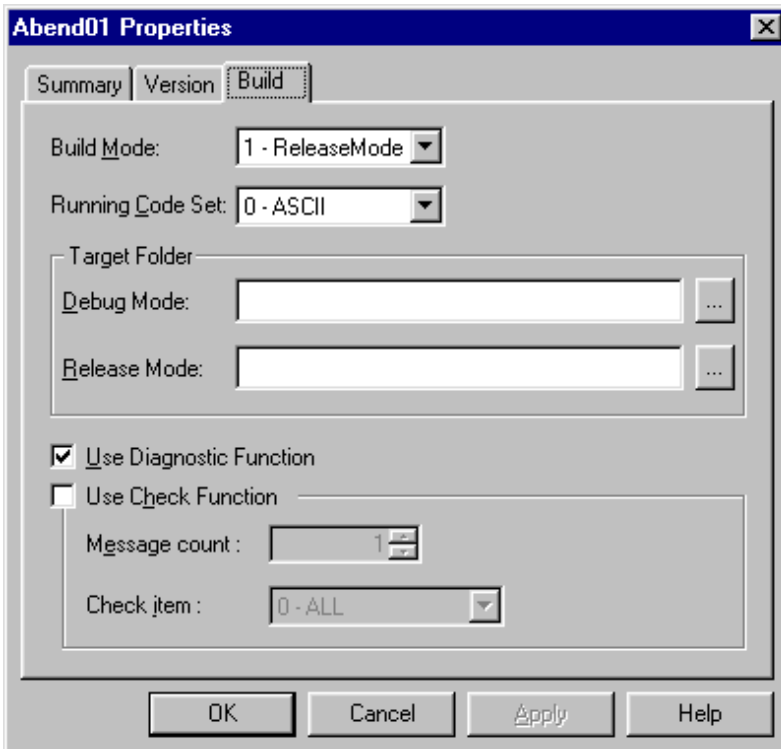 Abend01 Properties
Summary Version Build
Build Mode: 1 - ReleaseMode
Running Code Set: 0 - ASCII
Target Folder
Debug Mode: ...
Release Mode: ...
Use Diagnostic Function
Use Check Function
Message count : 1
Check item : 0 - ALL
OK Cancel Apply Help